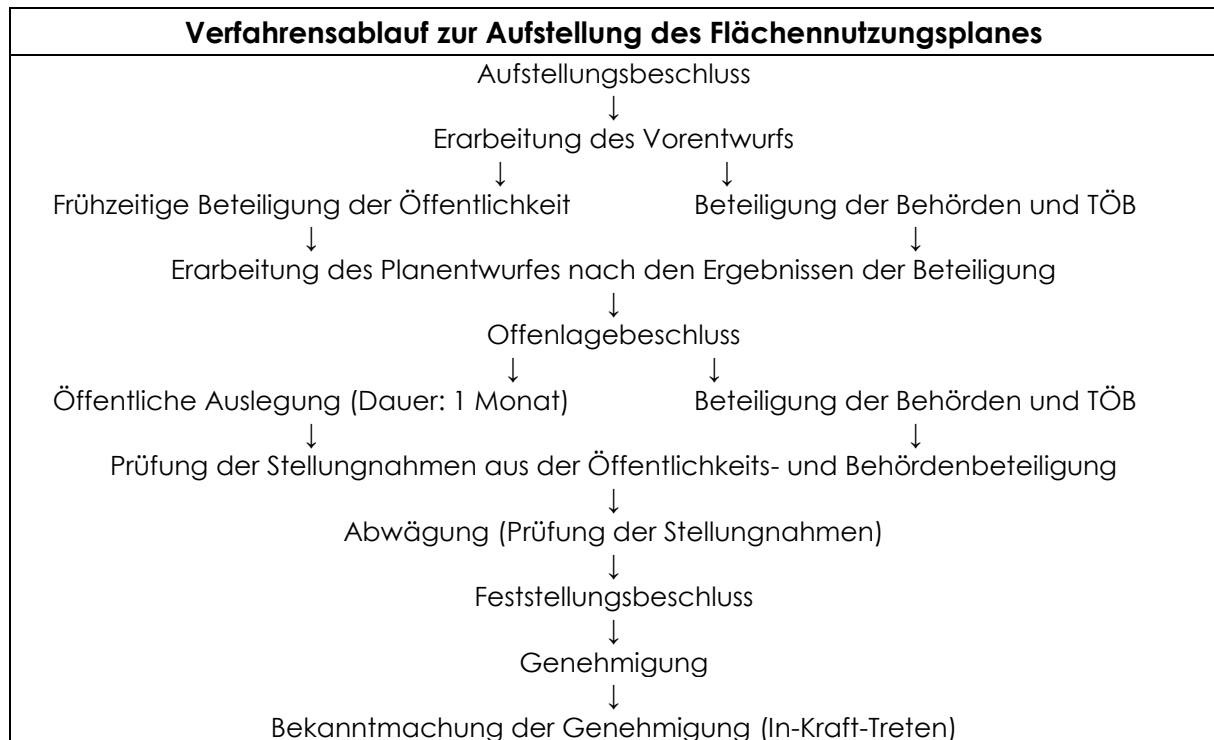 Verfahrensablauf zur Aufstellung des Flächennutzungsplanes
Aufstellungsbeschluss
↓
Erarbeitung des Vorentwurfs
↓ ↓
Frühzeitige Beteiligung der Öffentlichkeit Beteiligung der Behörden und TÖB
↓ ↓
Erarbeitung des Planentwurfes nach den Ergebnissen der Beteiligung
↓
Offenlagebeschluss
↓ ↓
Öffentliche Auslegung (Dauer: 1 Monat) Beteiligung der Behörden und TÖB
↓ ↓
Prüfung der Stellungnahmen aus der Öffentlichkeits- und Behördenbeteiligung
↓
Abwägung (Prüfung der Stellungnahmen)
↓
Feststellungsbeschluss
↓
Genehmigung
↓
Bekanntmachung der Genehmigung (In-Kraft-Treten)